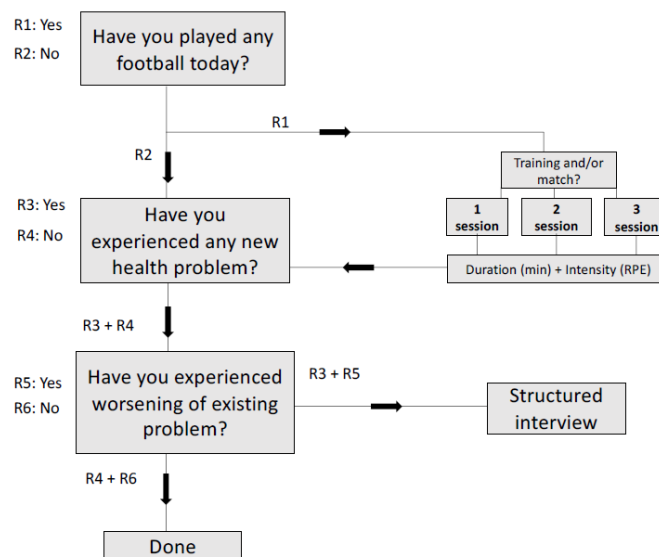 R1: Yes
R2: No
Have you played any
football today?
R1
R2
Training and/or
match?
1
session
2
session
3
session
Duration (min) + Intensity (RPE)
R3: Yes
R4: No
Have you
experienced any new
health problem?
R3 + R4
R5: Yes
R6: No
Have you experienced
worsening of existing
problem?
R3 + R5
Structured
interview
R4 + R6
Done